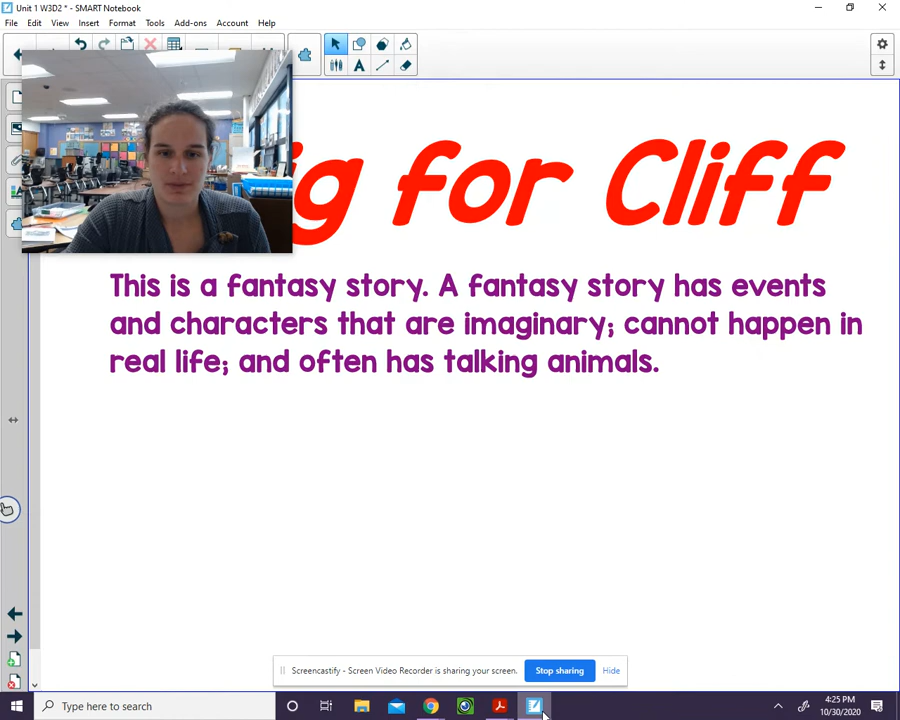 Unit 1 W3D2 * - SMART Notebook
File Edit View Insert Format Tools Add-ons Account Help
for Cliff
This is a fantasy story. A fantasy story has events
and characters that are imaginary; cannot happen in
real life; and often has talking animals.
Screencastify - Screen Video Recorder is sharing your screen. Stop sharing Hide
Type here to search
4:25 PM
10/30/2020